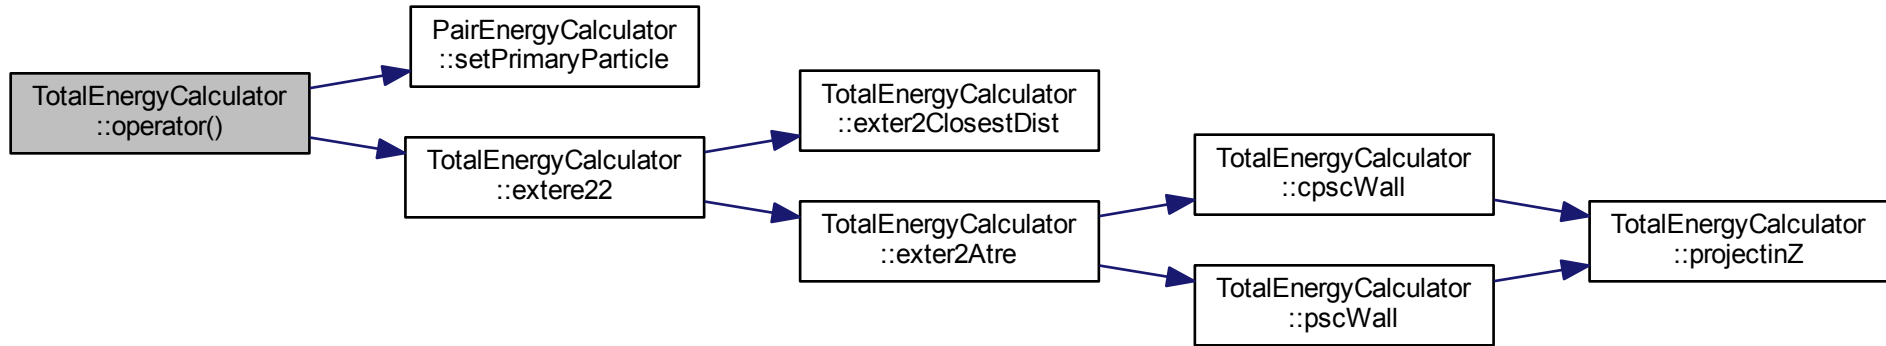 TotalEnergyCalculator
::operator()
PairEnergyCalculator
::setPrimaryParticle
TotalEnergyCalculator
::extere22
TotalEnergyCalculator
::exter2ClosestDist
TotalEnergyCalculator
::exter2Atre
TotalEnergyCalculator
::cpscWall
TotalEnergyCalculator
::pscWall
TotalEnergyCalculator
::projectinZ